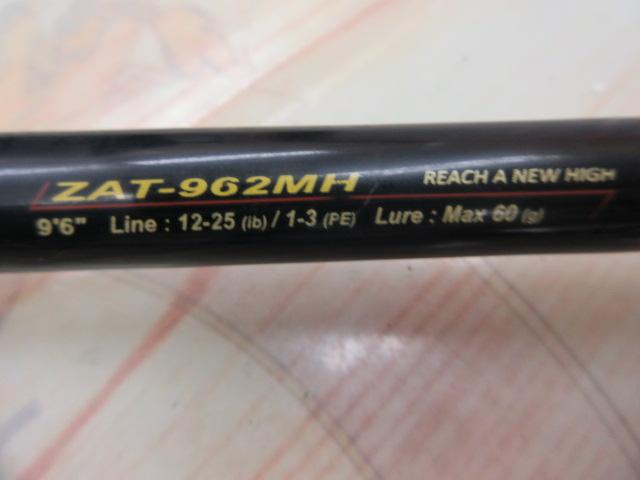 ZAT-962MH REACH A NEW HIGH
9'6" Line : 12-25 (lb) / 1-3 (PE) Lure : Max 60 (g)